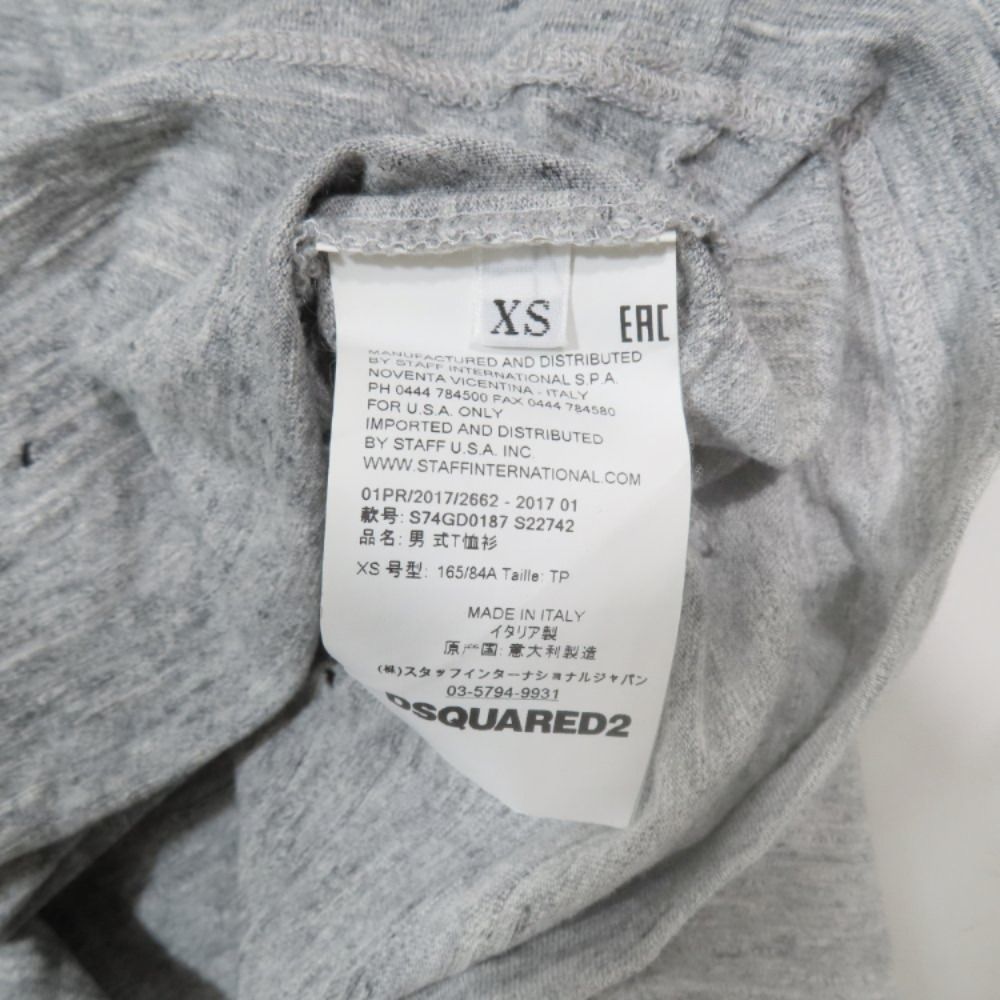 XS
EAC
MANUFACTURED AND DISTRIBUTED
BY STAFF INTERNATIONAL S.P.A.
NOVENTA VICENTINA - ITALY
PH 0444 784500 FAX 0444 784580
FOR U.S.A. ONLY
IMPORTED AND DISTRIBUTED
BY STAFF U.S.A. INC.
WWW.STAFFINTERNATIONAL.COM
01PR/2017/2662 - 2017 01
款号: S74GD0187 S22742
品名: 男 式T恤衫
XS 号型: 165/84A Taille: TP
MADE IN ITALY
イタリア製
原产国: 意大利製造
(株)スタッフインターナショナルジャパン
03-5794-9931
DSQUARED2